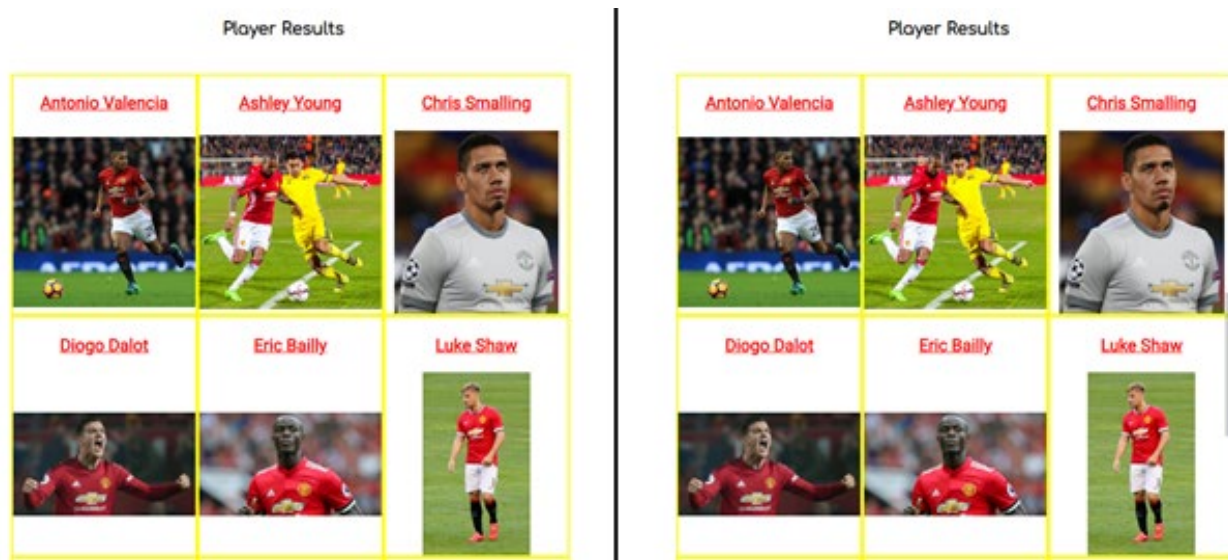 Player Results
Antonio Valencia Ashley Young Chris Smalling
Diogo Dalot Eric Bailly Luke Shaw
Player Results
Antonio Valencia Ashley Young Chris Smalling
Diogo Dalot Eric Bailly Luke Shaw